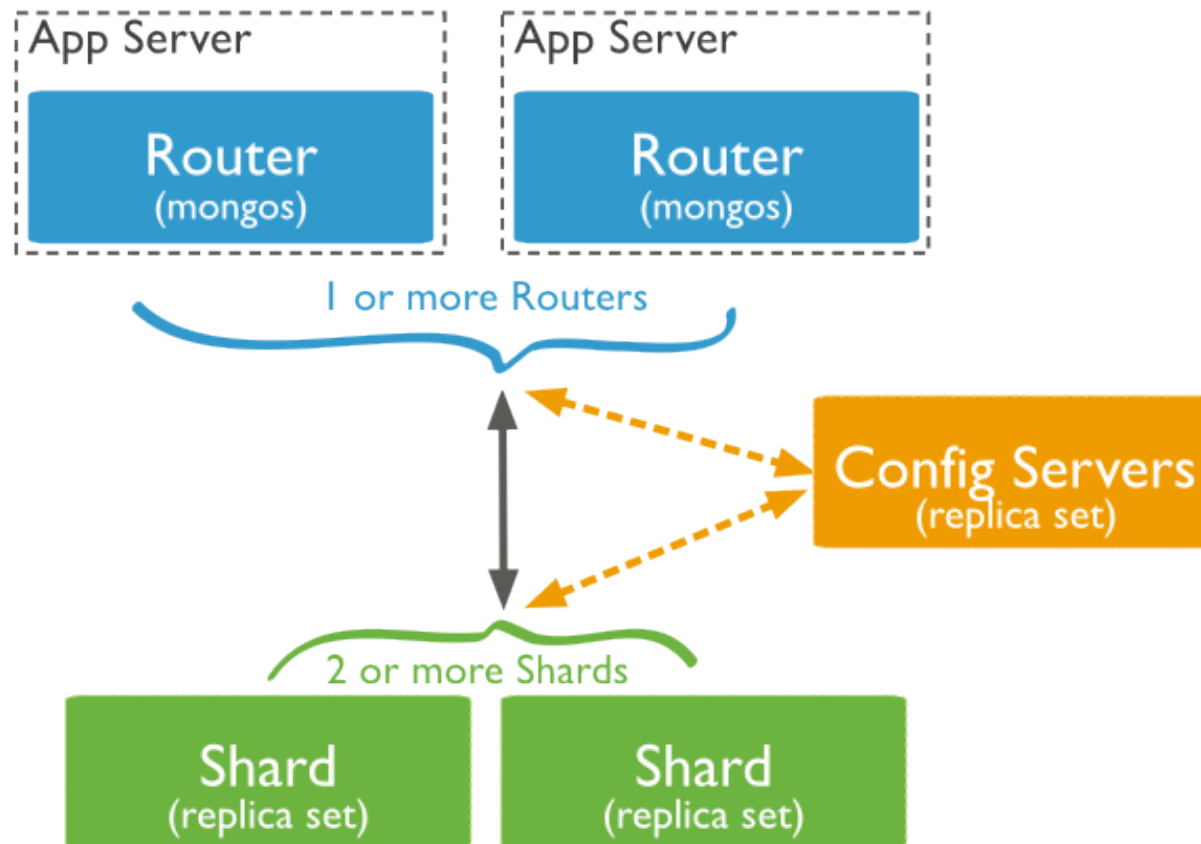 App Server
App Server
Router
(mongos)
Router
(mongos)
1 or more Routers
Config Servers
(replica set)
2 or more Shards
Shard
(replica set)
Shard
(replica set)